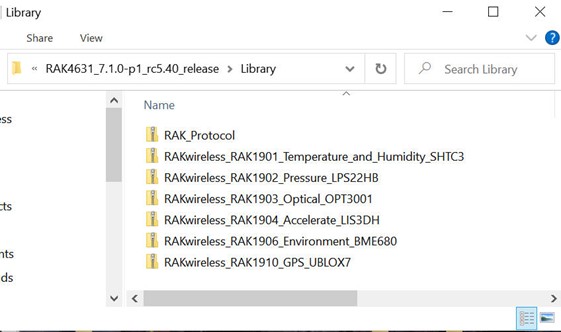 Library
Share View
« RAK4631_7.1.0-p1_rc5.40_release > Library
Search Library
Name
RAK_Protocol
RAKwireless_RAK1901_Temperature_and_Humidity_SHTC3
RAKwireless_RAK1902_Pressure_LPS22HB
RAKwireless_RAK1903_Optical_OPT3001
RAKwireless_RAK1904_Accelerate_LIS3DH
RAKwireless_RAK1906_Environment_BME680
RAKwireless_RAK1910_GPS_UBLOX7
ess
cts
nts
ds